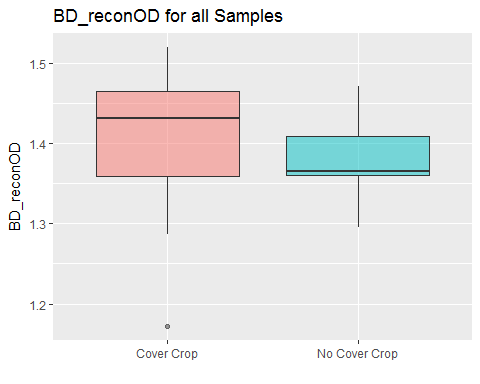 BD_reconOD for all Samples
BD_reconOD
1.5
1.4
1.3
1.2
Cover Crop
No Cover Crop